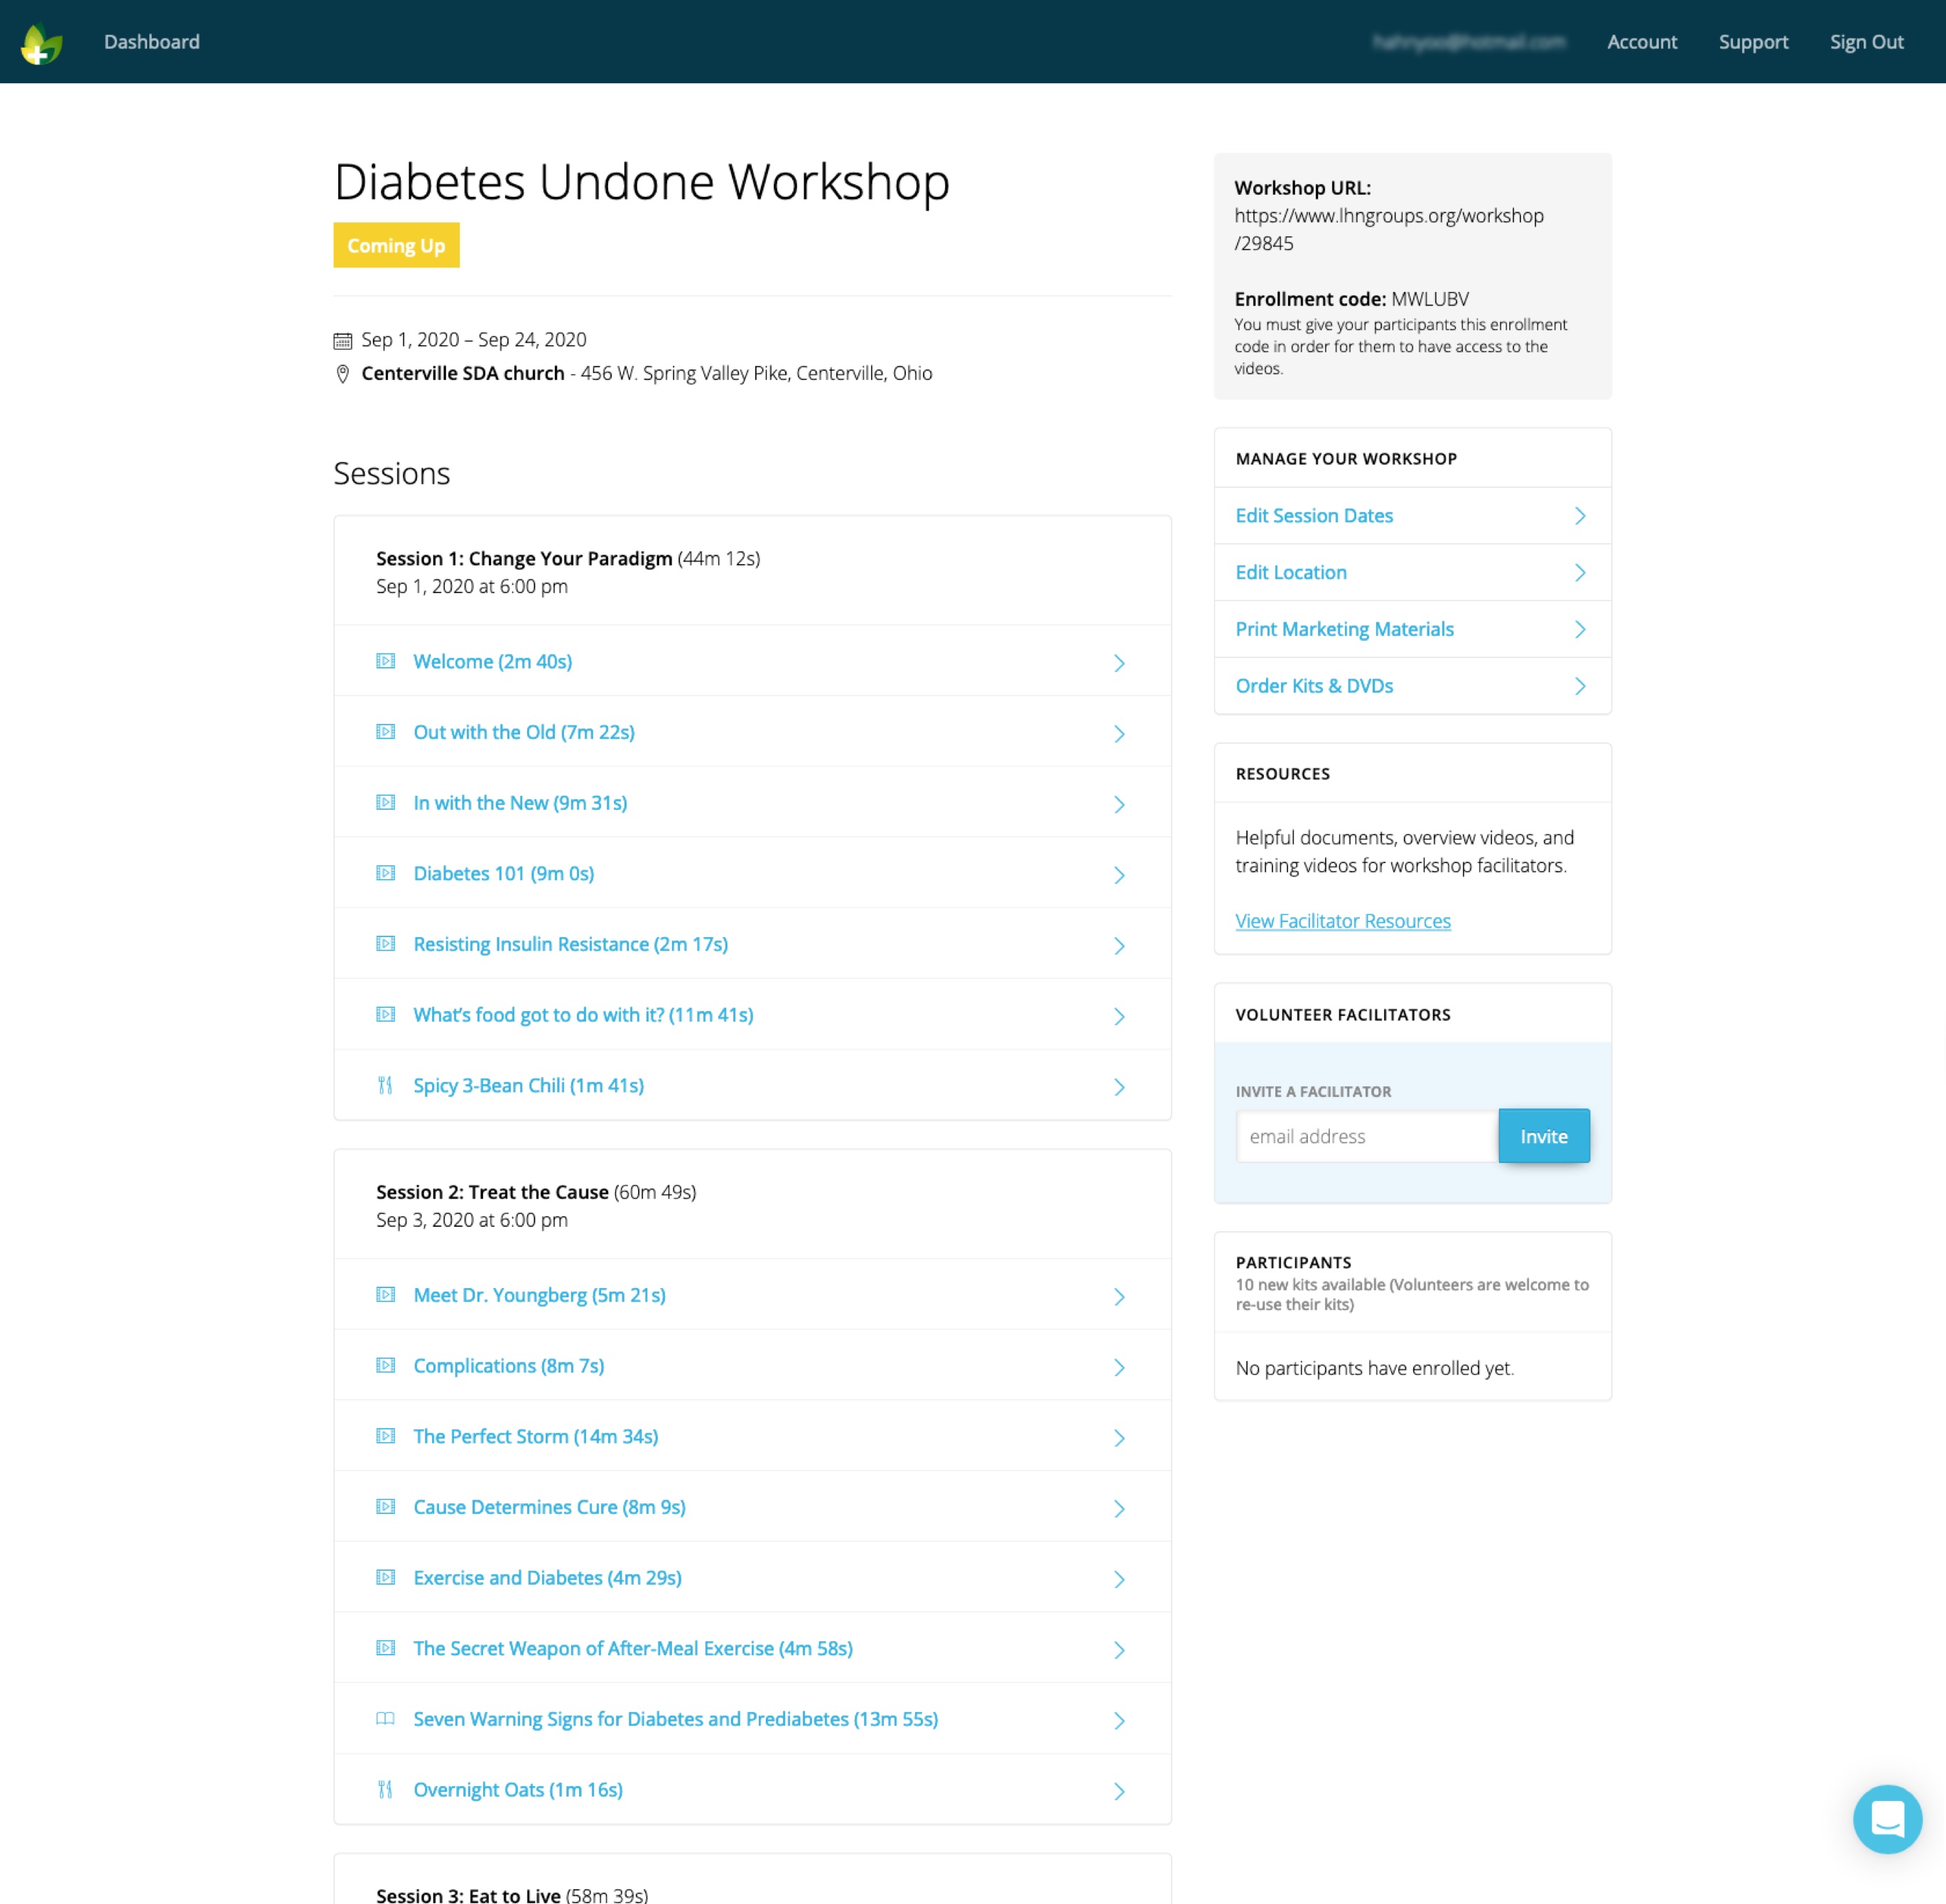 Dashboard
Account
Support
Sign Out
Diabetes Undone Workshop
Coming Up
Sep 1, 2020 – Sep 24, 2020
Centerville SDA church - 456 W. Spring Valley Pike, Centerville, Ohio
Sessions
Session 1: Change Your Paradigm (44m 12s)
Sep 1, 2020 at 6:00 pm
Welcome (2m 40s)
Out with the Old (7m 22s)
In with the New (9m 31s)
Diabetes 101 (9m 0s)
Resisting Insulin Resistance (2m 17s)
What's food got to do with it? (11m 41s)
Spicy 3-Bean Chili (1m 41s)
Session 2: Treat the Cause (60m 49s)
Sep 3, 2020 at 6:00 pm
Meet Dr. Youngberg (5m 21s)
Complications (8m 7s)
The Perfect Storm (14m 34s)
Cause Determines Cure (8m 9s)
Exercise and Diabetes (4m 29s)
The Secret Weapon of After-Meal Exercise (4m 58s)
Seven Warning Signs for Diabetes and Prediabetes (13m 55s)
Overnight Oats (1m 16s)
Session 3: Eat to Live (58m 39s)
Workshop URL:
https://www.lhngroups.org/workshop
/29845
Enrollment code: MWLUBV
You must give your participants this enrollment
code in order for them to have access to the
videos.
MANAGE YOUR WORKSHOP
Edit Session Dates
Edit Location
Print Marketing Materials
Order Kits & DVDs
RESOURCES
Helpful documents, overview videos, and
training videos for workshop facilitators.
View Facilitator Resources
VOLUNTEER FACILITATORS
INVITE A FACILITATOR
email address
Invite
PARTICIPANTS
10 new kits available (Volunteers are welcome to
re-use their kits)
No participants have enrolled yet.